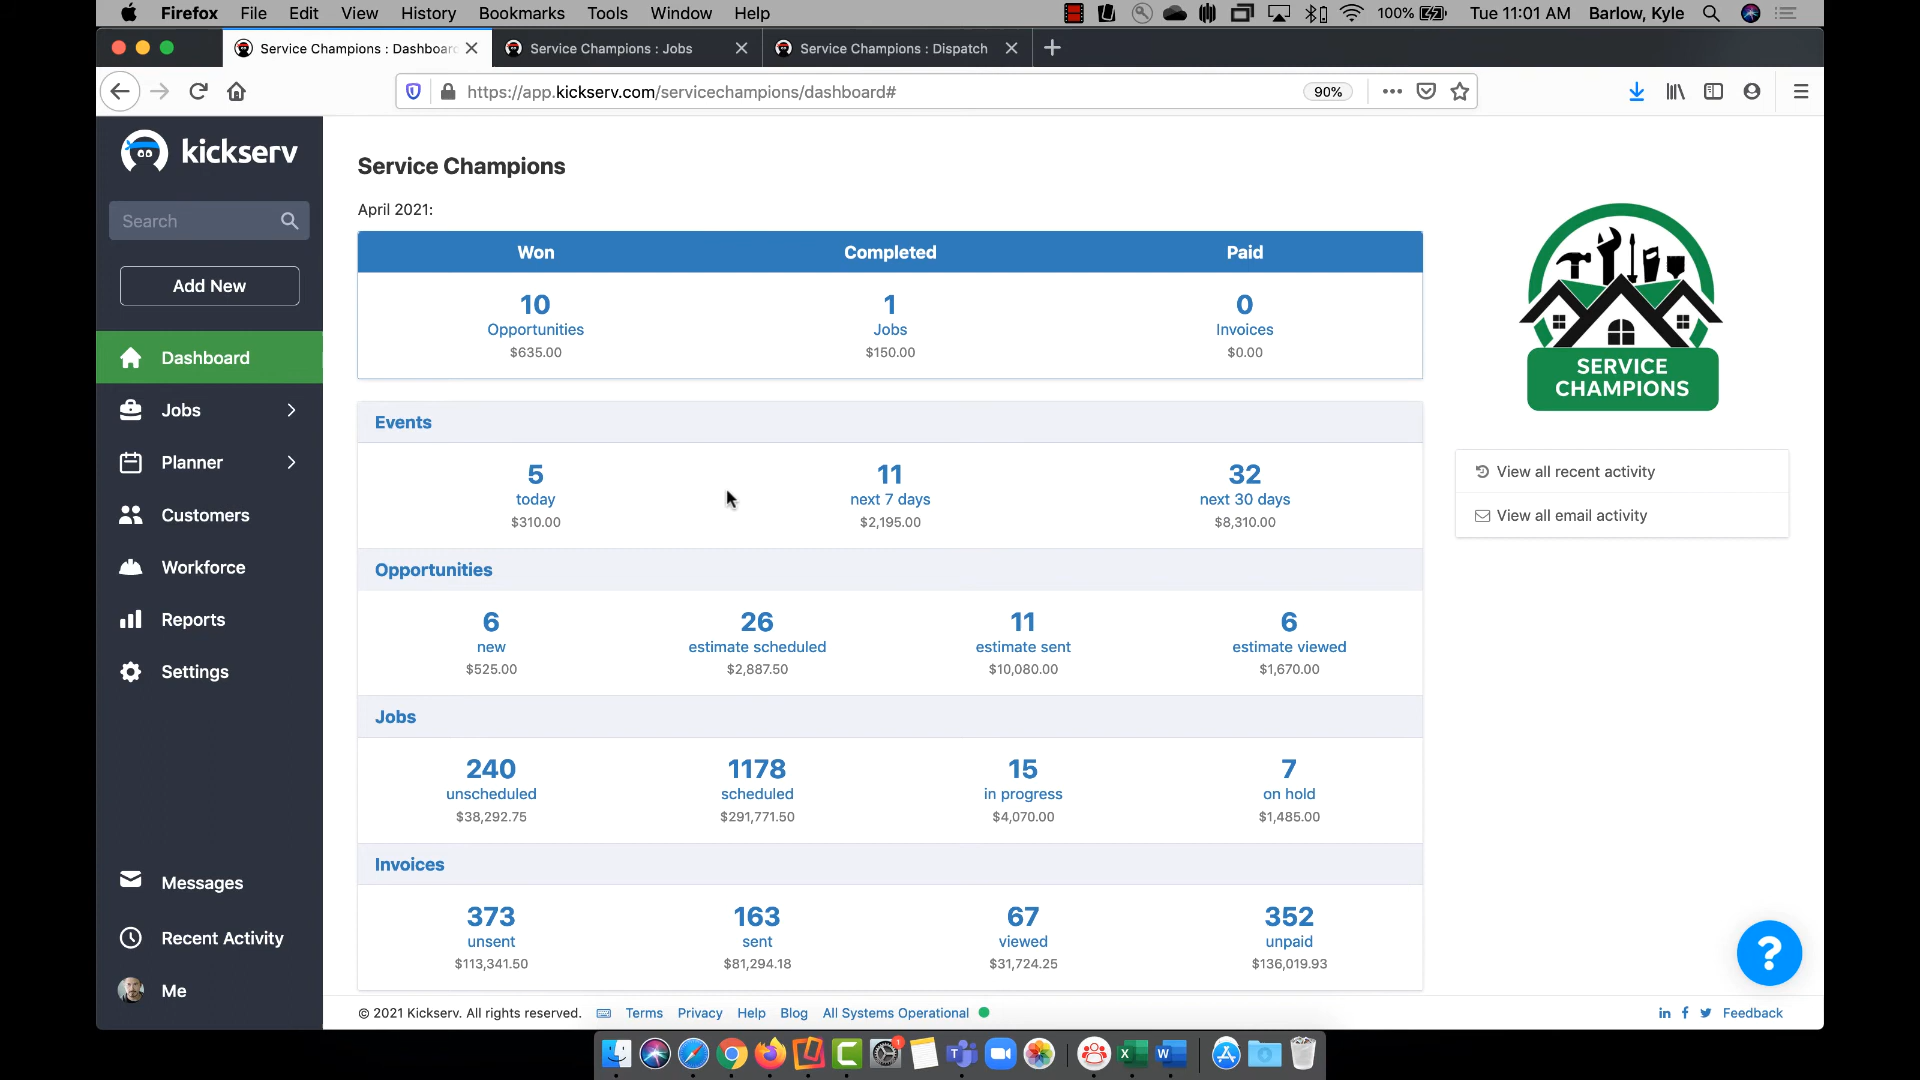 Firefox File Edit View History Bookmarks Tools Window Help 100% Tue 11:01 AM Barlow, Kyle
Service Champions : Dashboar Service Champions : Jobs Service Champions : Dispatch
https://app.kickserv.com/servicechampions/dashboard# 90%
kickserv
Search
Add New
Dashboard
Jobs
Planner
Customers
Workforce
Reports
Settings
Messages
Recent Activity
Me
Service Champions
April 2021:
Won Completed Paid
10 1 0
Opportunities Jobs Invoices
$635.00 $150.00 $0.00
Events
5 11 32
today next 7 days next 30 days
$310.00 $2,195.00 $8,310.00
Opportunities
6 26 11 6
new estimate scheduled estimate sent estimate viewed
$525.00 $2,887.50 $10,080.00 $1,670.00
Jobs
240 1178 15 7
unscheduled scheduled in progress on hold
$38,292.75 $291,771.50 $4,070.00 $1,485.00
Invoices
373 163 67 352
unsent sent viewed unpaid
$113,341.50 $81,294.18 $31,724.25 $136,019.93
SERVICE
CHAMPIONS
View all recent activity
View all email activity
?
© 2021 Kickserv. All rights reserved. Terms Privacy Help Blog All Systems Operational in f Feedback